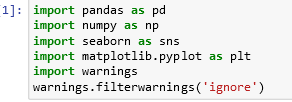 [1]: import pandas as pd
import numpy as np
import seaborn as sns
import matplotlib.pyplot as plt
import warnings
warnings.filterwarnings('ignore')